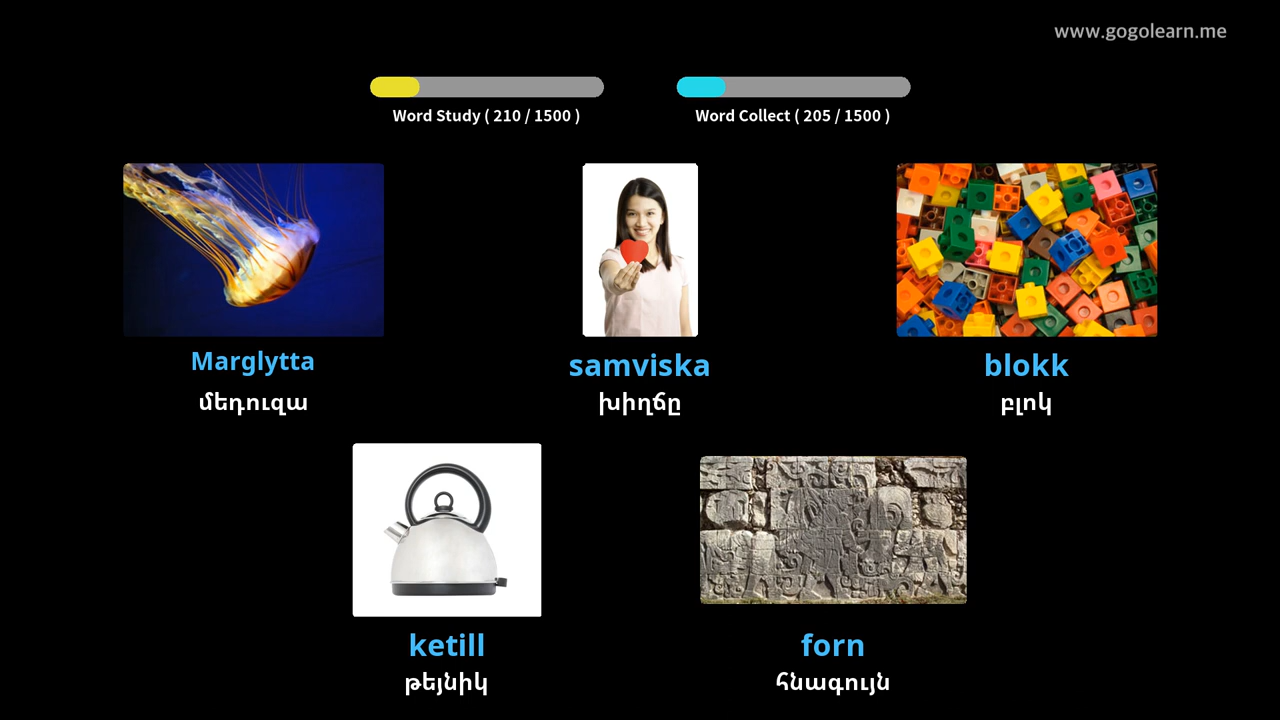 www.gogolearn.me
Word Study ( 210 / 1500 )
Word Collect ( 205 / 1500 )
Marglytta
մեդուզա
samviska
խիղճը
blokk
բլոկ
ketill
թեյնիկ
forn
հնագույն